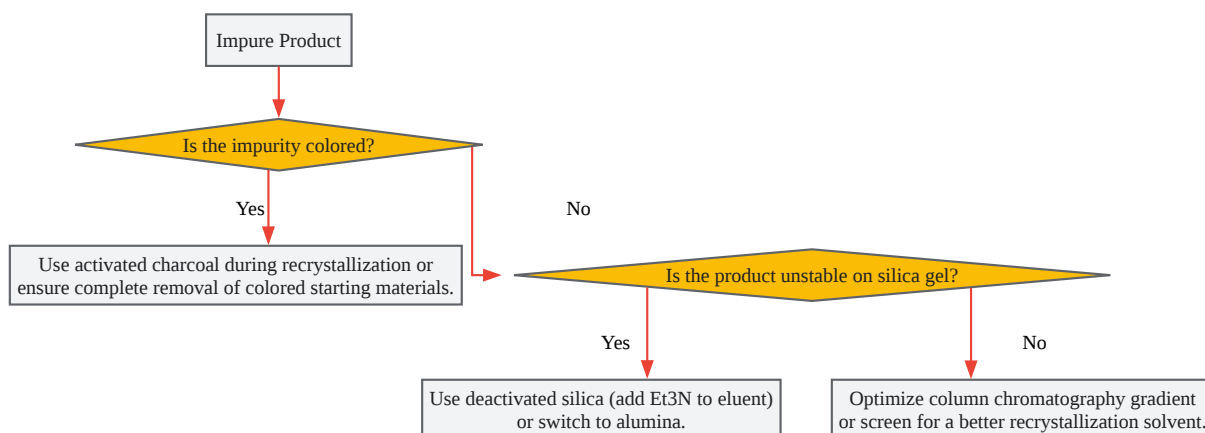 Impure Product
Is the impurity colored?
Yes
No
Use activated charcoal during recrystallization or
ensure complete removal of colored starting materials.
Is the product unstable on silica gel?
Yes
No
Use deactivated silica (add Et3N to eluent)
or switch to alumina.
Optimize column chromatography gradient
or screen for a better recrystallization solvent.